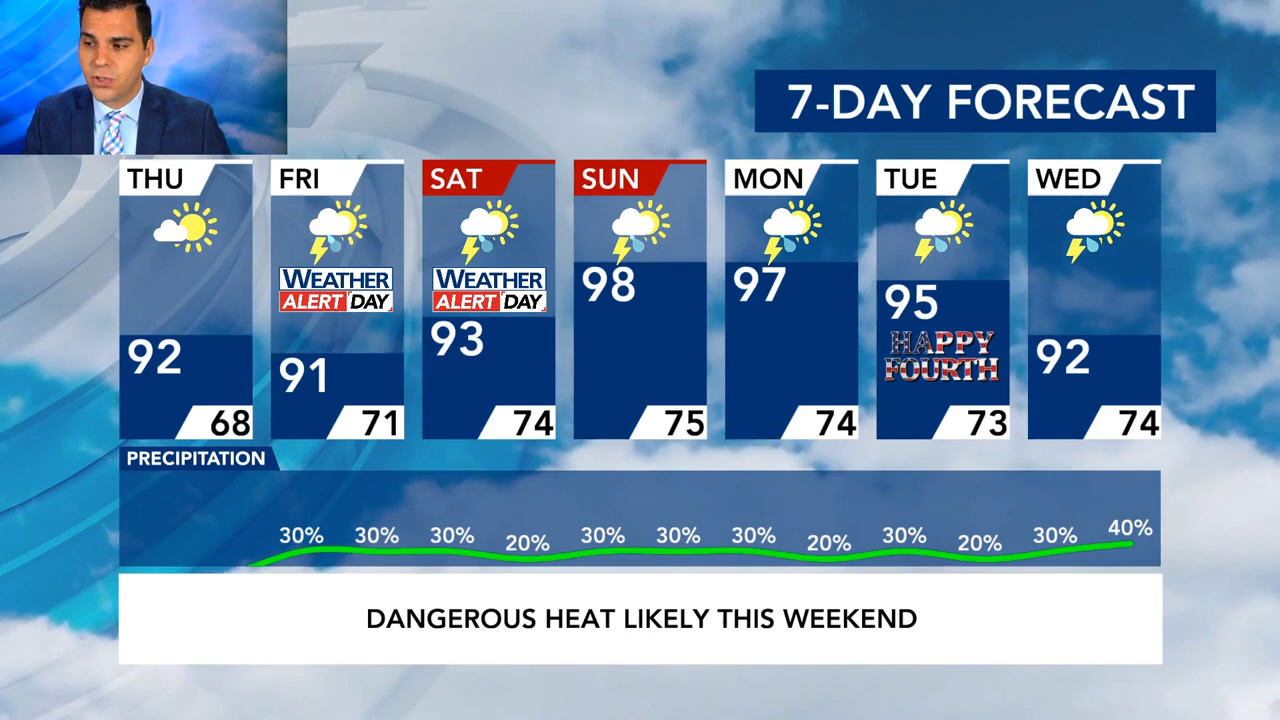 7-DAY FORECAST
THU FRI SAT SUN MON TUE WED
WEATHER
ALERT DAY
WEATHER
ALERT DAY
92 91 93 98 97 95 92
HAPPY
FOURTH
68 71 74 75 74 73 74
PRECIPITATION
30% 30% 30% 20% 30% 30% 30% 20% 30% 20% 30% 40%
DANGEROUS HEAT LIKELY THIS WEEKEND